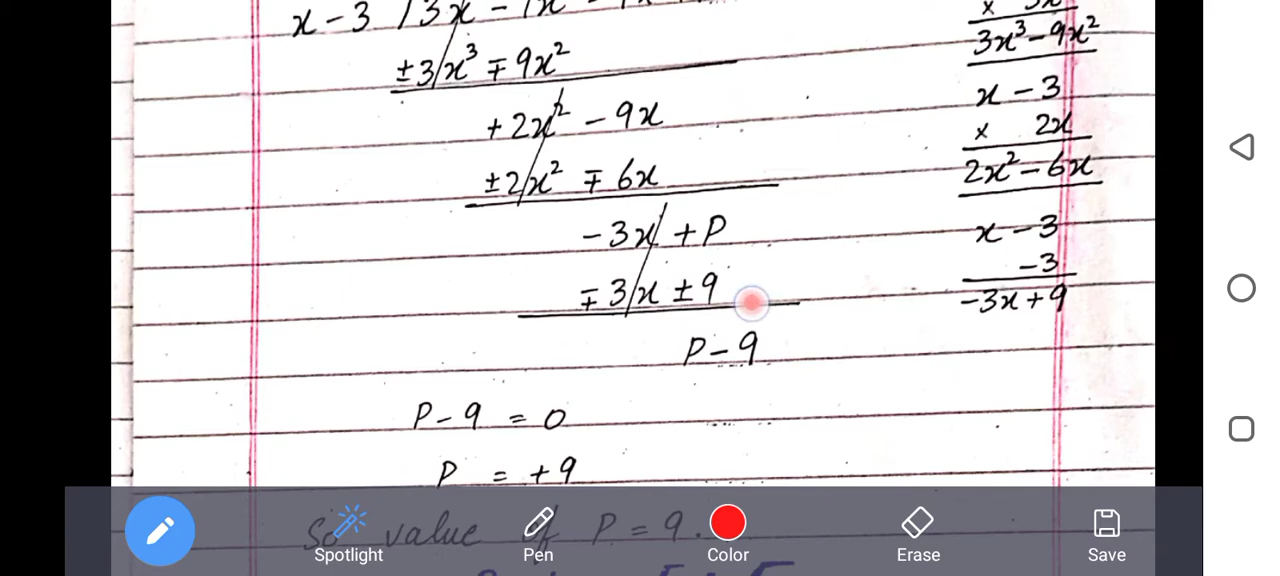 x - 3
± 3x³ ∓ 9x²
+ 2x² - 9x
± 2x² ∓ 6x
- 3x + P
∓ 3x ± 9
P - 9
P - 9 = 0
P = + 9
So value of P = 9.
3x³ - 9x²
x - 3
× 2x
2x² - 6x
x - 3
- 3
- 3x + 9
Spotlight
Pen
Color
Erase
Save